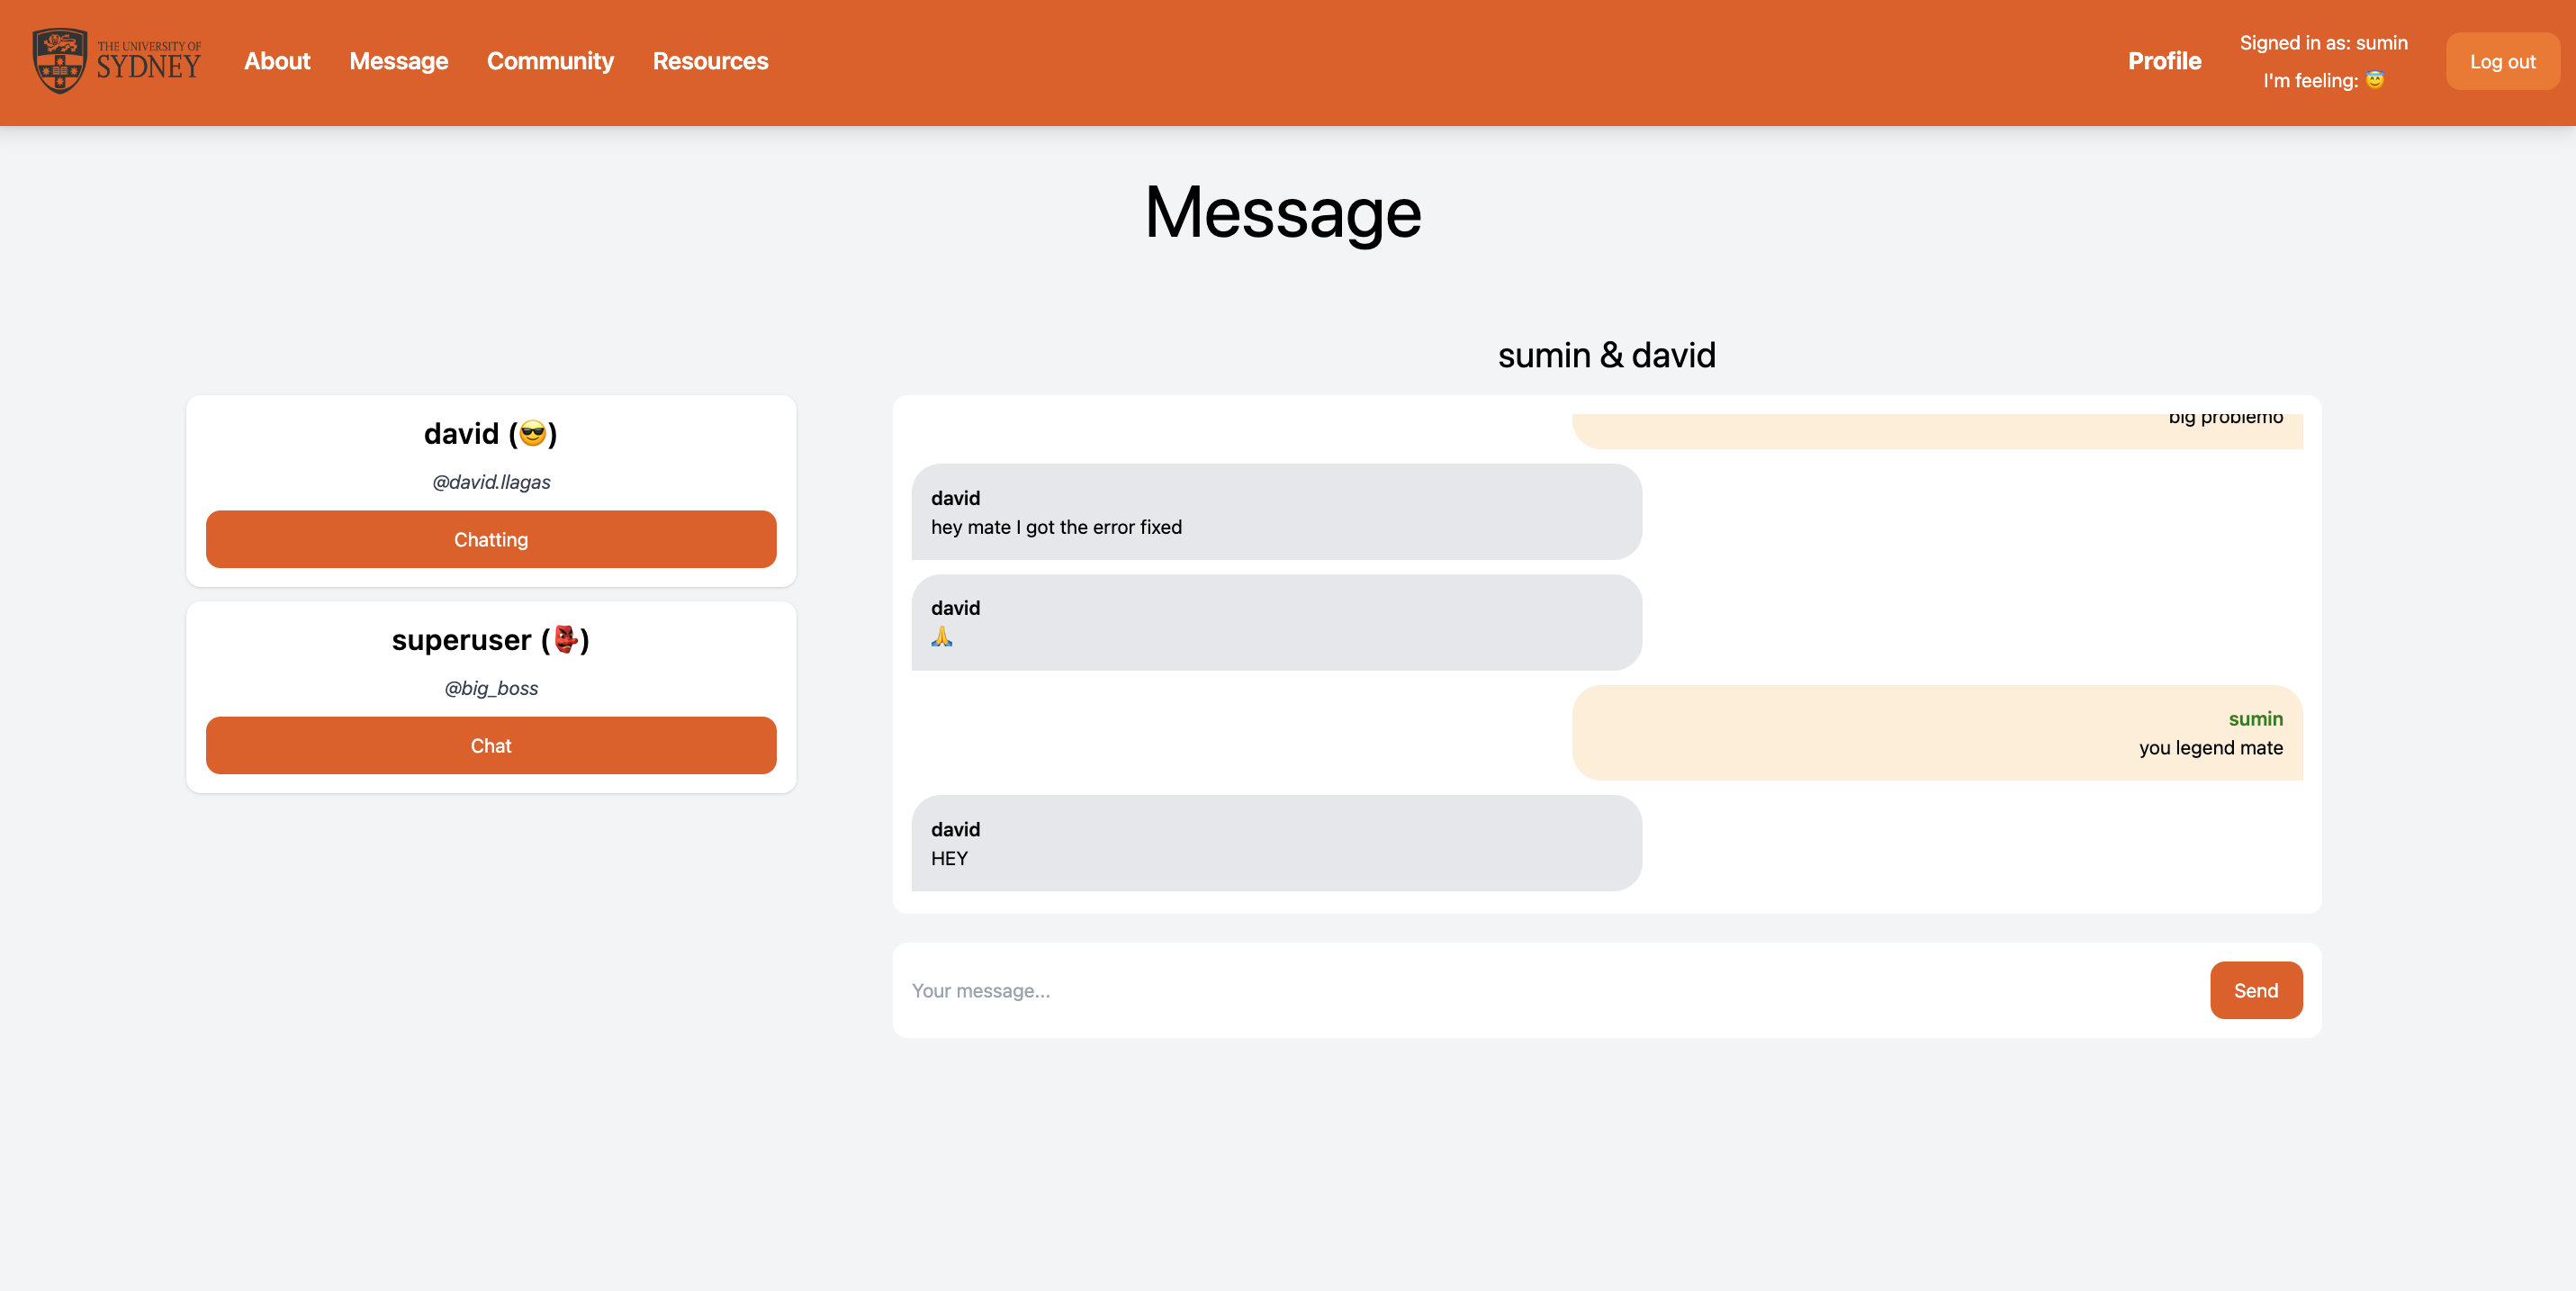 THE UNIVERSITY OF
SYDNEY
About Message Community Resources
Profile
Signed in as: sumin
I'm feeling: 😇
Log out
Message
sumin & david
david (😎)
@david.llagas
Chatting
superuser (👺)
@big_boss
Chat
big problemo
david
hey mate I got the error fixed
david
🙏
sumin
you legend mate
david
HEY
Your message...
Send